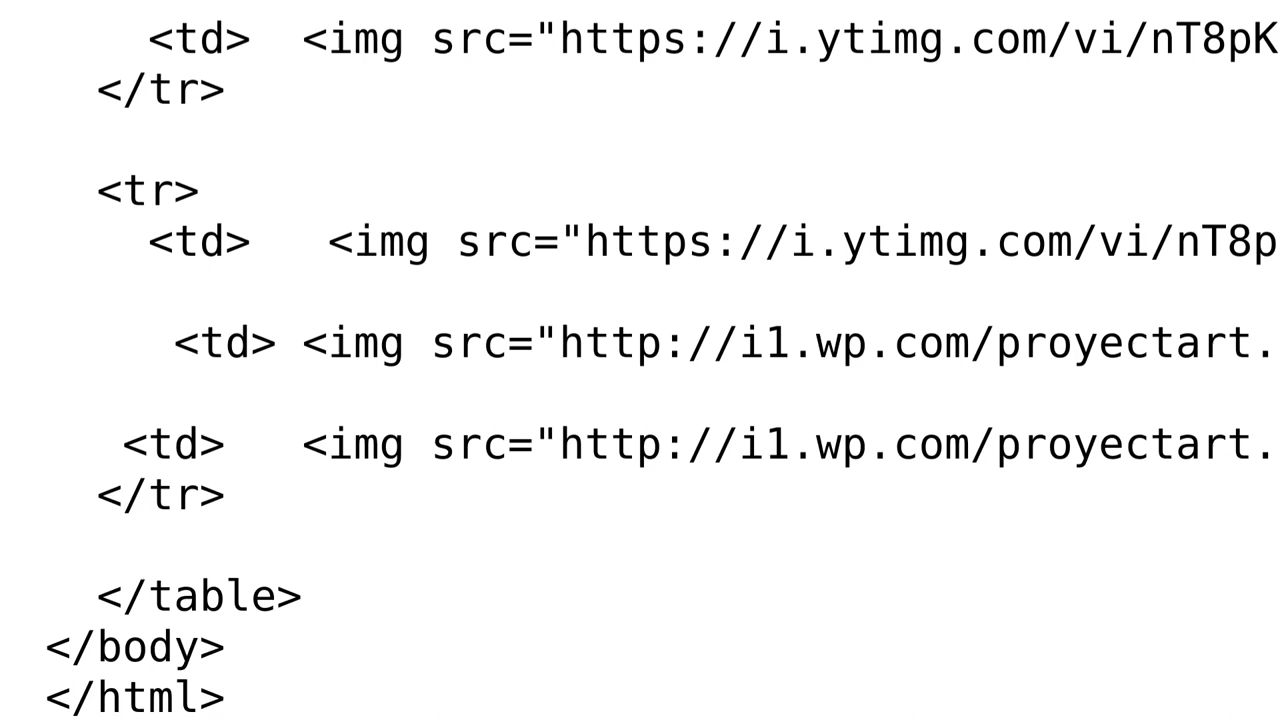 <td>  <img src="https://i.ytimg.com/vi/nT8pK
</tr>
<tr>
<td>   <img src="https://i.ytimg.com/vi/nT8p
<td> <img src="http://i1.wp.com/proyectart.
<td>   <img src="http://i1.wp.com/proyectart.
</tr>
</table>
</body>
</html>